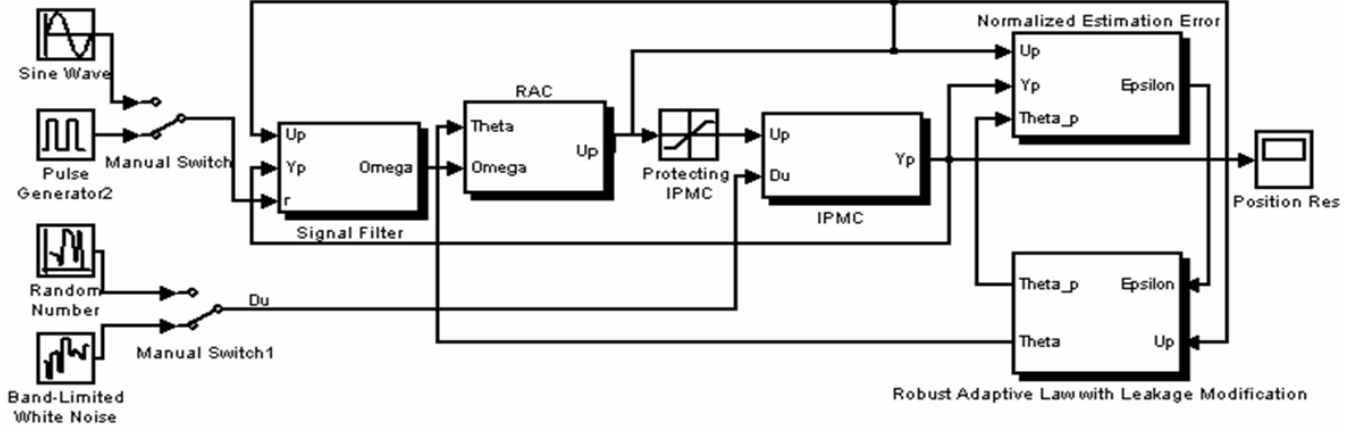 Normalized Estimation Error
Sine Wave
Up
Yp
Epsilon
Theta_p
RAC
Theta
Omega
Up
Pulse
Generator2
Manual Switch
Up
Yp
r
Omega
Signal Filter
Protecting
IPMC
Up
Du
Yp
IPMC
Position Res
Random
Number
Du
Manual Switch1
Band-Limited
White Noise
Theta_p
Epsilon
Theta
Up
Robust Adaptive Law with Leakage Modification